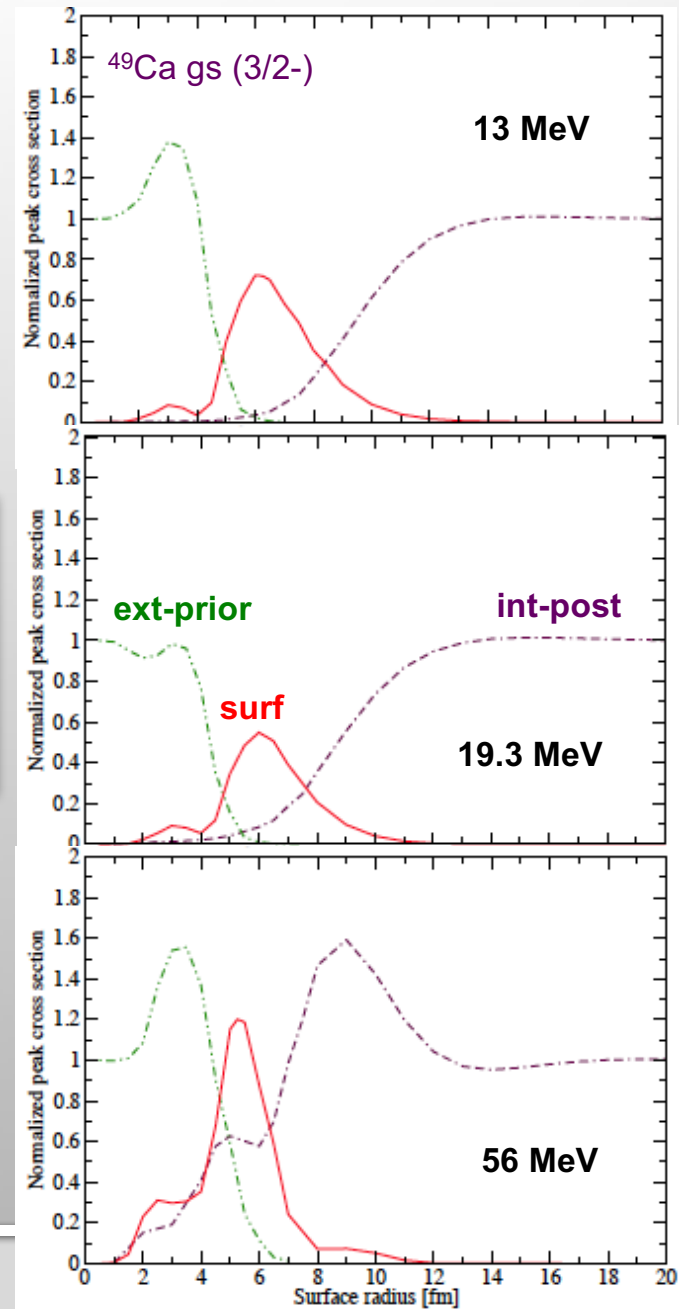 2
1.8
1.6
1.4
1.2
1
0.8
0.6
0.4
0.2
0
Normalized peak cross section
⁴⁹Ca gs (3/2-)
13 MeV
2
1.8
1.6
1.4
1.2
1
0.8
0.6
0.4
0.2
0
Normalized peak cross section
ext-prior
int-post
surf
19.3 MeV
2
1.8
1.6
1.4
1.2
1
0.8
0.6
0.4
0.2
0
Normalized peak cross section
56 MeV
0 2 4 6 8 10 12 14 16 18 20
Surface radius [fm]